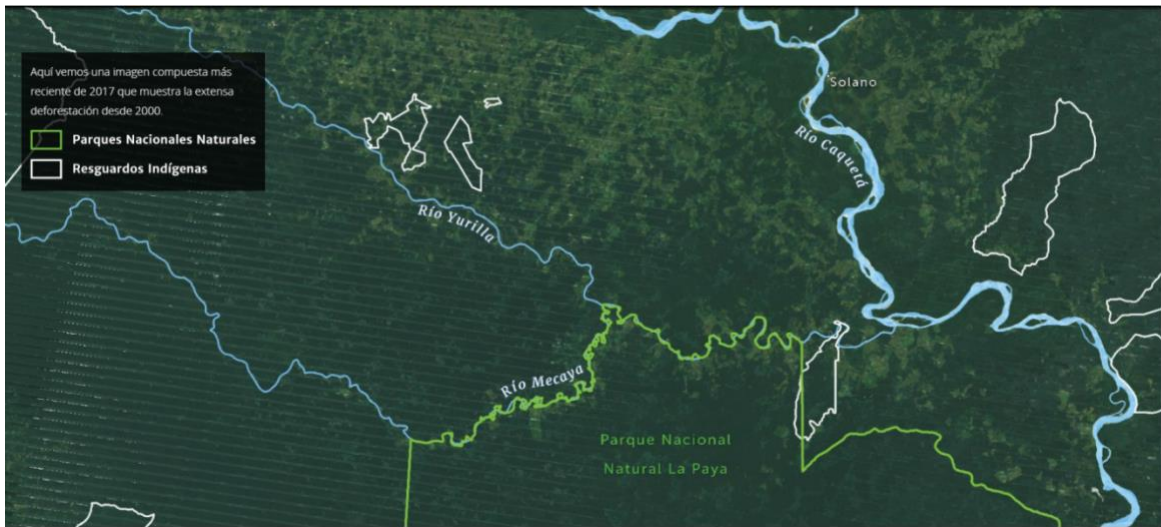 Aquí vemos una imagen compuesta más
reciente de 2017 que muestra la extensa
deforestación desde 2000.
Parques Nacionales Naturales
Resguardos Indígenas
Solano
Río Caquetá
Río Yurilla
Río Mecaya
Parque Nacional
Natural La Paya